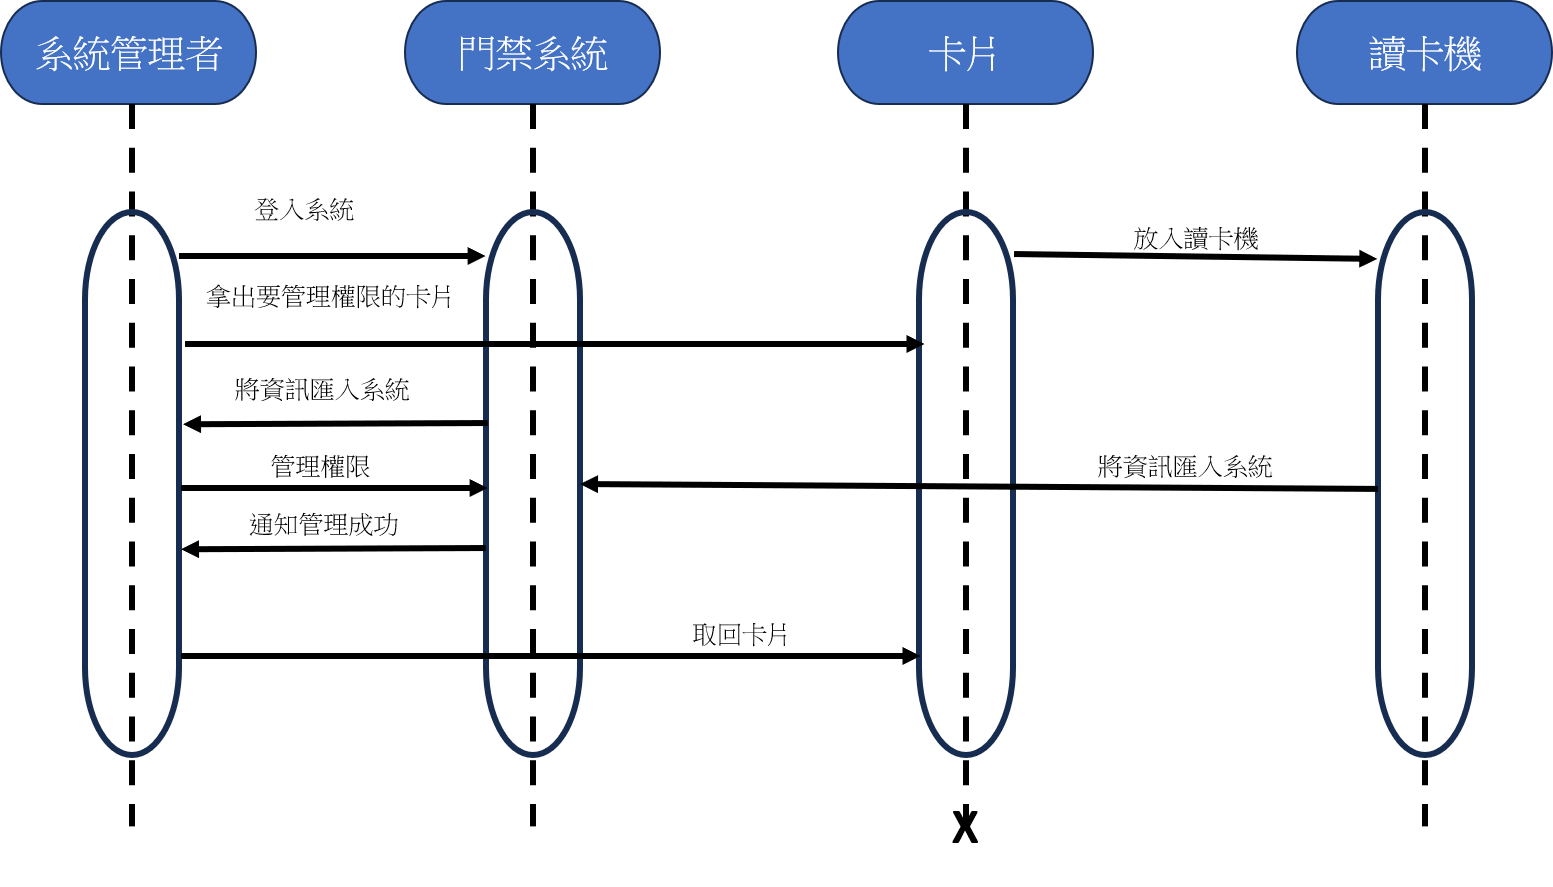 系統管理者
門禁系統
卡片
讀卡機
登入系統
放入讀卡機
拿出要管理權限的卡片
將資訊匯入系統
管理權限
將資訊匯入系統
通知管理成功
取回卡片
X